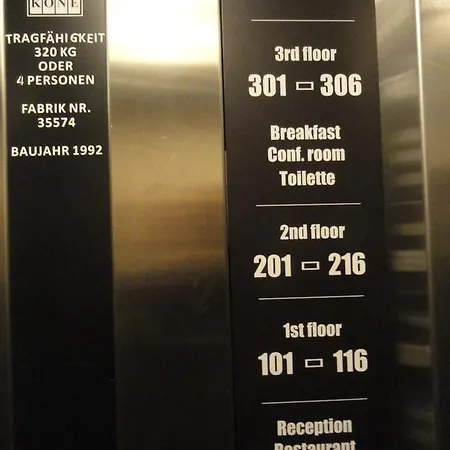 KONE
TRAGFÄHIGKEIT
320 KG
ODER
4 PERSONEN
FABRIK NR.
35574
BAUJAHR 1992
3rd floor
301 ▭ 306
Breakfast
Conf. room
Toilette
2nd floor
201 ▭ 216
1st floor
101 ▭ 116
Reception
Restaurant